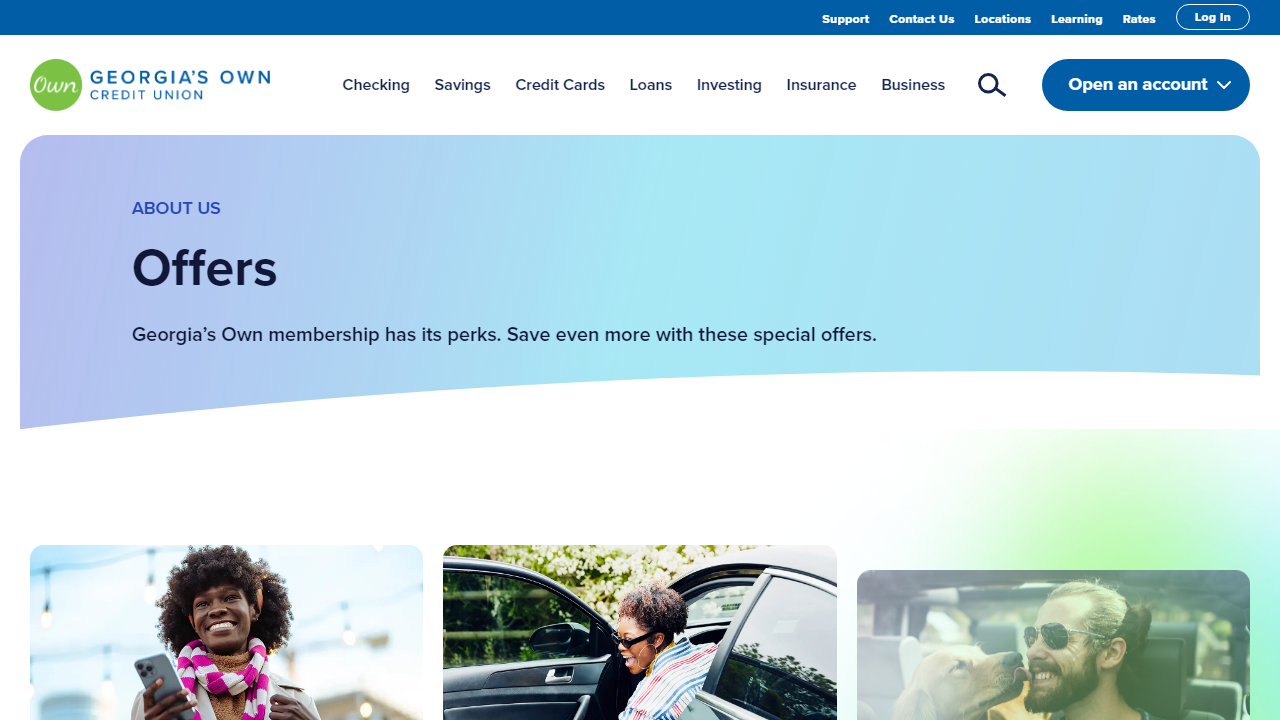 Support Contact Us Locations Learning Rates Log In
Own GEORGIA'S OWN
CREDIT UNION
Checking Savings Credit Cards Loans Investing Insurance Business Open an account
ABOUT US
Offers
Georgia’s Own membership has its perks. Save even more with these special offers.